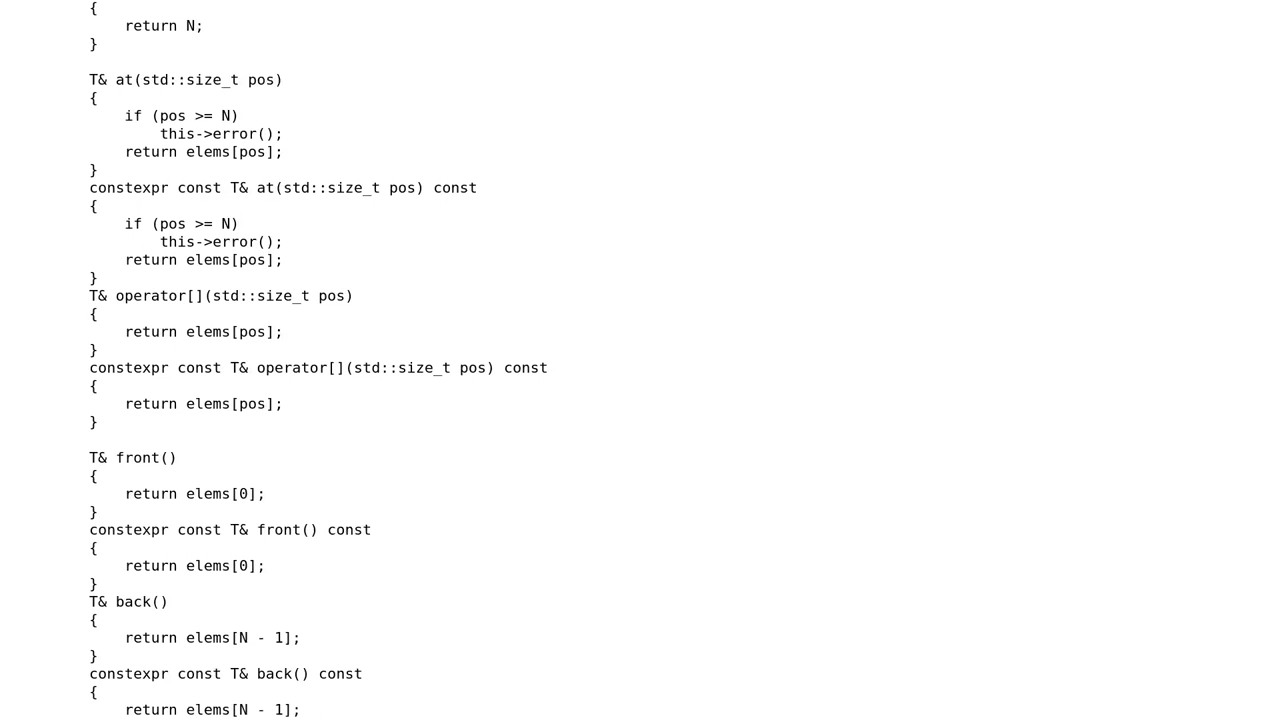 {
    return N;
}

T& at(std::size_t pos)
{
    if (pos >= N)
        this->error();
    return elems[pos];
}
constexpr const T& at(std::size_t pos) const
{
    if (pos >= N)
        this->error();
    return elems[pos];
}
T& operator[](std::size_t pos)
{
    return elems[pos];
}
constexpr const T& operator[](std::size_t pos) const
{
    return elems[pos];
}

T& front()
{
    return elems[0];
}
constexpr const T& front() const
{
    return elems[0];
}
T& back()
{
    return elems[N - 1];
}
constexpr const T& back() const
{
    return elems[N - 1];